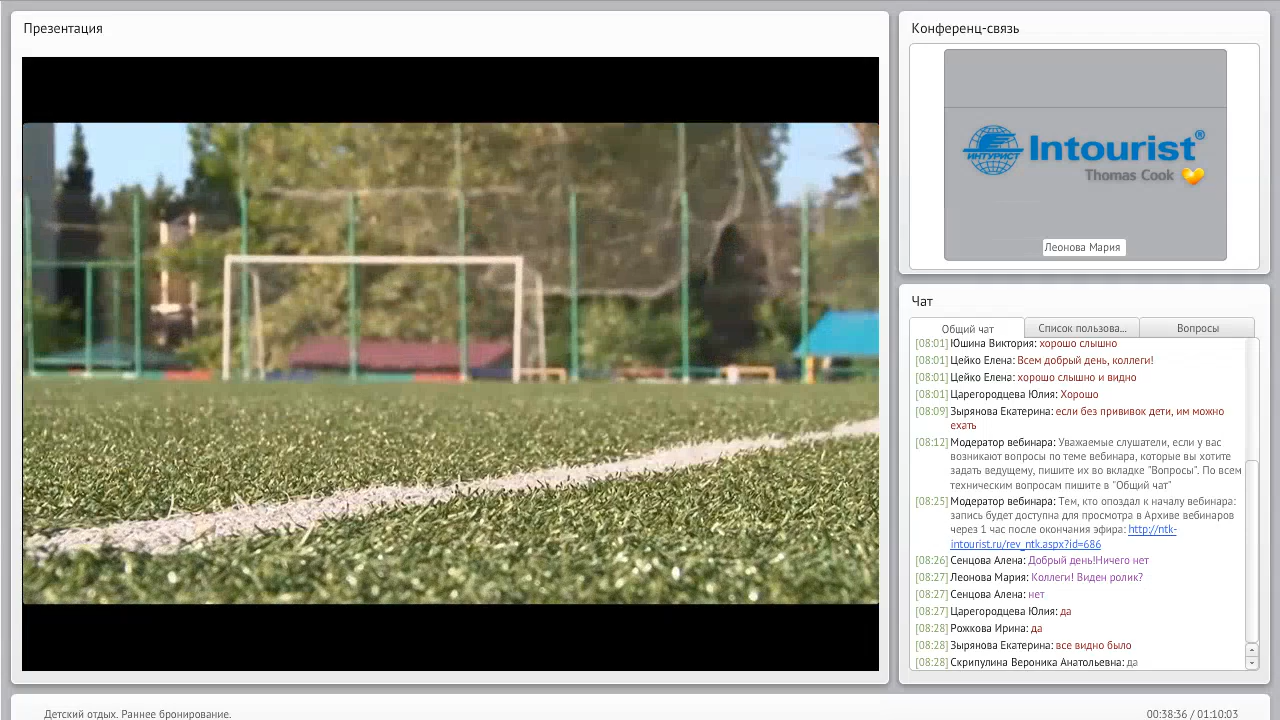 Презентация
Конференц-связь
ИНТУРИСТ
Intourist®
Thomas Cook
Леонова Мария
Чат
Общий чат
Список пользова...
Вопросы
[08:01] Юшина Виктория: хорошо слышно
[08:01] Цейко Елена: Всем добрый день, коллеги!
[08:01] Цейко Елена: хорошо слышно и видно
[08:01] Царегородцева Юлия: Хорошо
[08:09] Зырянова Екатерина: если без прививок дети, им можно
ехать
[08:12] Модератор вебинара: Уважаемые слушатели, если у вас
возникают вопросы по теме вебинара, которые вы хотите
задать ведущему, пишите их во вкладке "Вопросы". По всем
техническим вопросам пишите в "Общий чат"
[08:25] Модератор вебинара: Тем, кто опоздал к началу вебинара:
запись будет доступна для просмотра в Архиве вебинаров
через 1 час после окончания эфира: http://ntk-
intourist.ru/rev_ntk.aspx?id=686
[08:26] Сенцова Алена: Добрый день!Ничего нет
[08:27] Леонова Мария: Коллеги! Виден ролик?
[08:27] Сенцова Алена: нет
[08:27] Царегородцева Юлия: да
[08:28] Рожкова Ирина: да
[08:28] Зырянова Екатерина: все видно было
[08:28] Скрипулина Вероника Анатольевна: да
Детский отдых. Раннее бронирование.
00:38:36 / 01:10:03